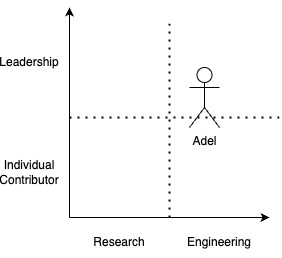 Leadership
Adel
Individual
Contributor
Research Engineering